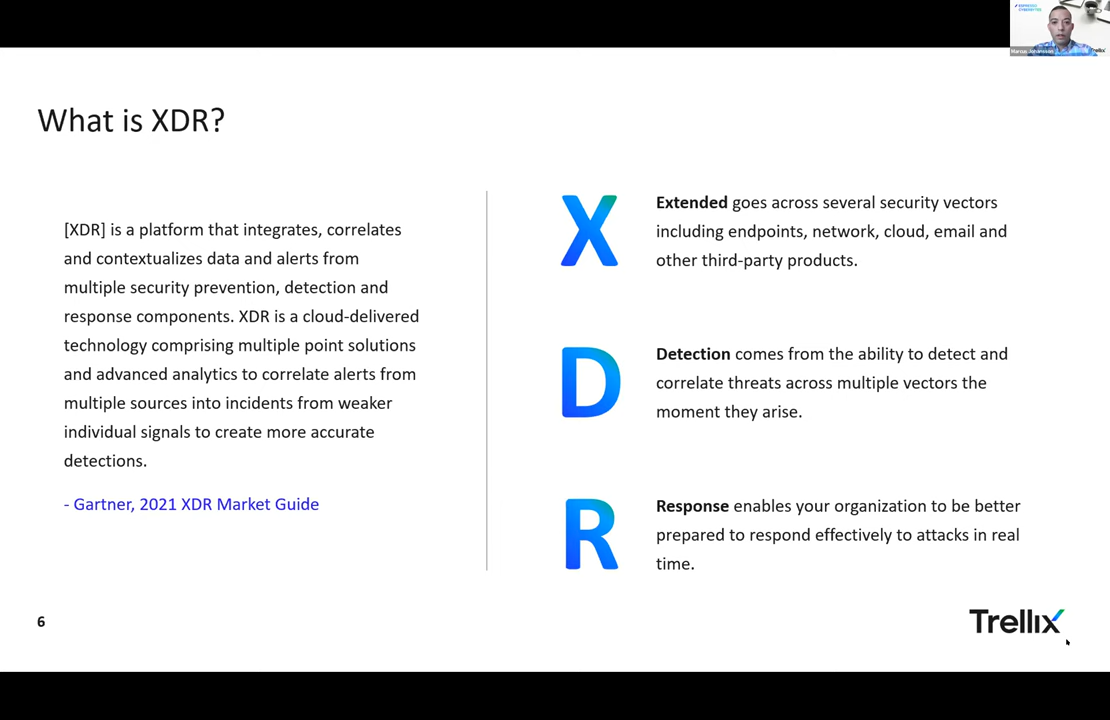 What is XDR?
[XDR] is a platform that integrates, correlates
and contextualizes data and alerts from
multiple security prevention, detection and
response components. XDR is a cloud-delivered
technology comprising multiple point solutions
and advanced analytics to correlate alerts from
multiple sources into incidents from weaker
individual signals to create more accurate
detections.
- Gartner, 2021 XDR Market Guide
X
Extended goes across several security vectors
including endpoints, network, cloud, email and
other third-party products.
D
Detection comes from the ability to detect and
correlate threats across multiple vectors the
moment they arise.
R
Response enables your organization to be better
prepared to respond effectively to attacks in real
time.
6
Trellix
Marcus Johansson